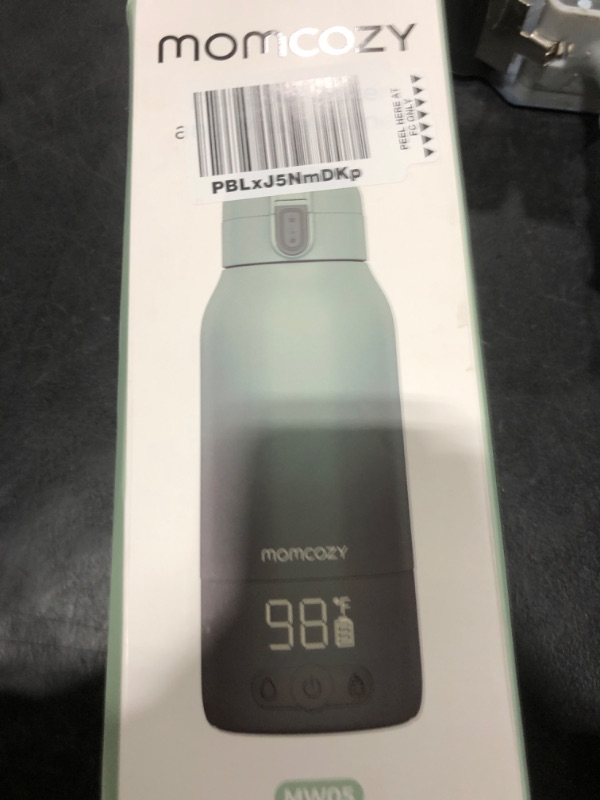 momcozy
PEEL HERE AT
FC ONLY
PBLxJ5NmDKp
momcozy
98°F
MW05